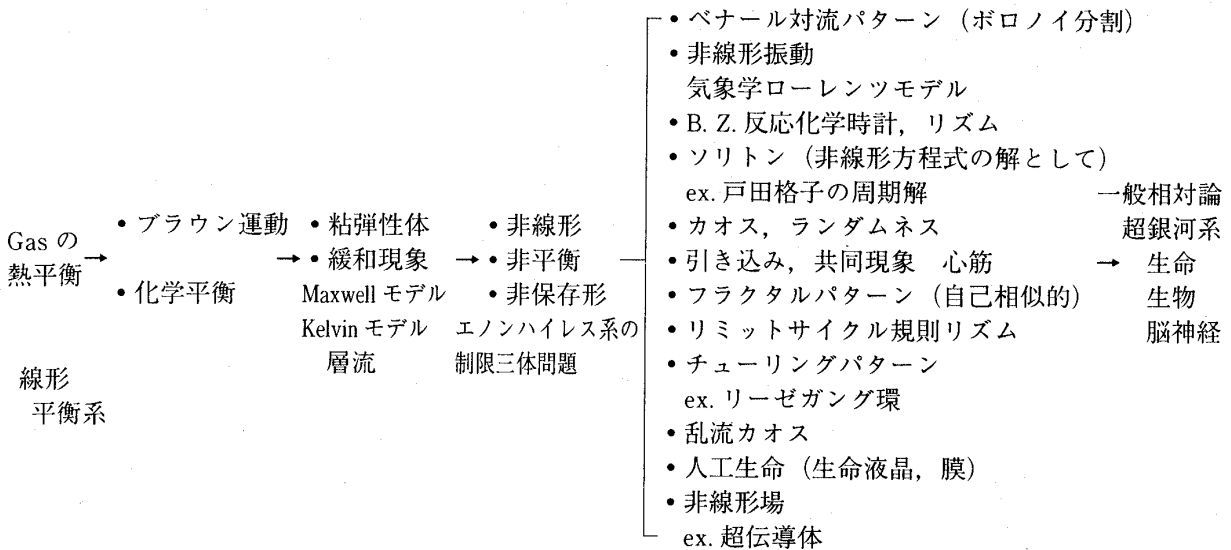 Gas の
熱平衡
→
線形
平衡系
• ブラウン運動
• 化学平衡
→
• 粘弾性体
• 緩和現象
Maxwell モデル
Kelvin モデル
層流
→
• 非線形
• 非平衡
• 非保存形
エノンハイレス系の
制限三体問題
• ベナール対流パターン（ボロノイ分割）
• 非線形振動
気象学ローレンツモデル
• B. Z. 反応化学時計，リズム
• ソリトン（非線形方程式の解として）
ex. 戸田格子の周期解
• カオス，ランダムネス
• 引き込み，共同現象　心筋
• フラクタルパターン（自己相似的）
• リミットサイクル規則リズム
• チューリングパターン
ex. リーゼガング環
• 乱流カオス
• 人工生命（生命液晶，膜）
• 非線形場
ex. 超伝導体
→
一般相対論
超銀河系
生命
生物
脳神経